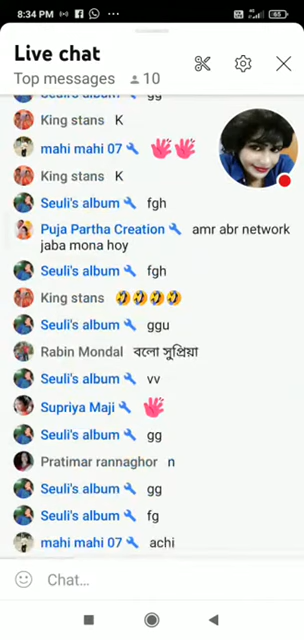 8:34 PM
Live chat
Top messages 10
Seuli's album gg
King stans K
mahi mahi 07
King stans K
Seuli's album fgh
Puja Partha Creation amr abr network
jaba mona hoy
Seuli's album fgh
King stans
Seuli's album ggu
Rabin Mondal বলো সুপ্রিয়া
Seuli's album vv
Supriya Maji
Seuli's album gg
Pratimar rannaghor n
Seuli's album gg
Seuli's album fg
mahi mahi 07 achi
Chat...